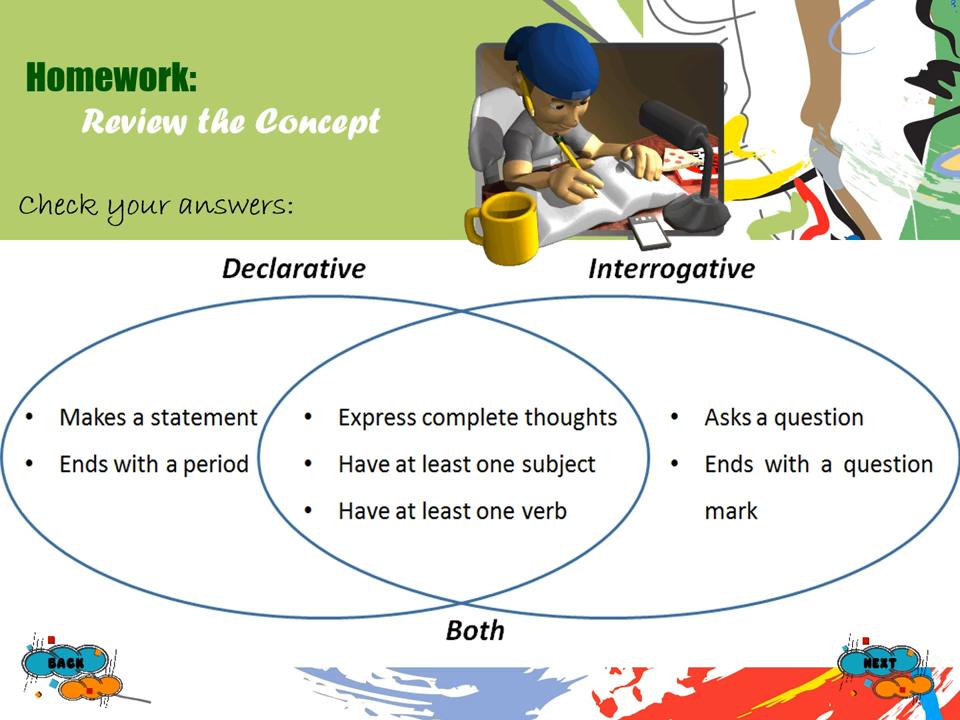 Homework:
Review the Concept
Check your answers:
Declarative
Interrogative
• Makes a statement
• Ends with a period
• Express complete thoughts
• Have at least one subject
• Have at least one verb
• Asks a question
• Ends with a question
mark
Both
BACK
NEXT